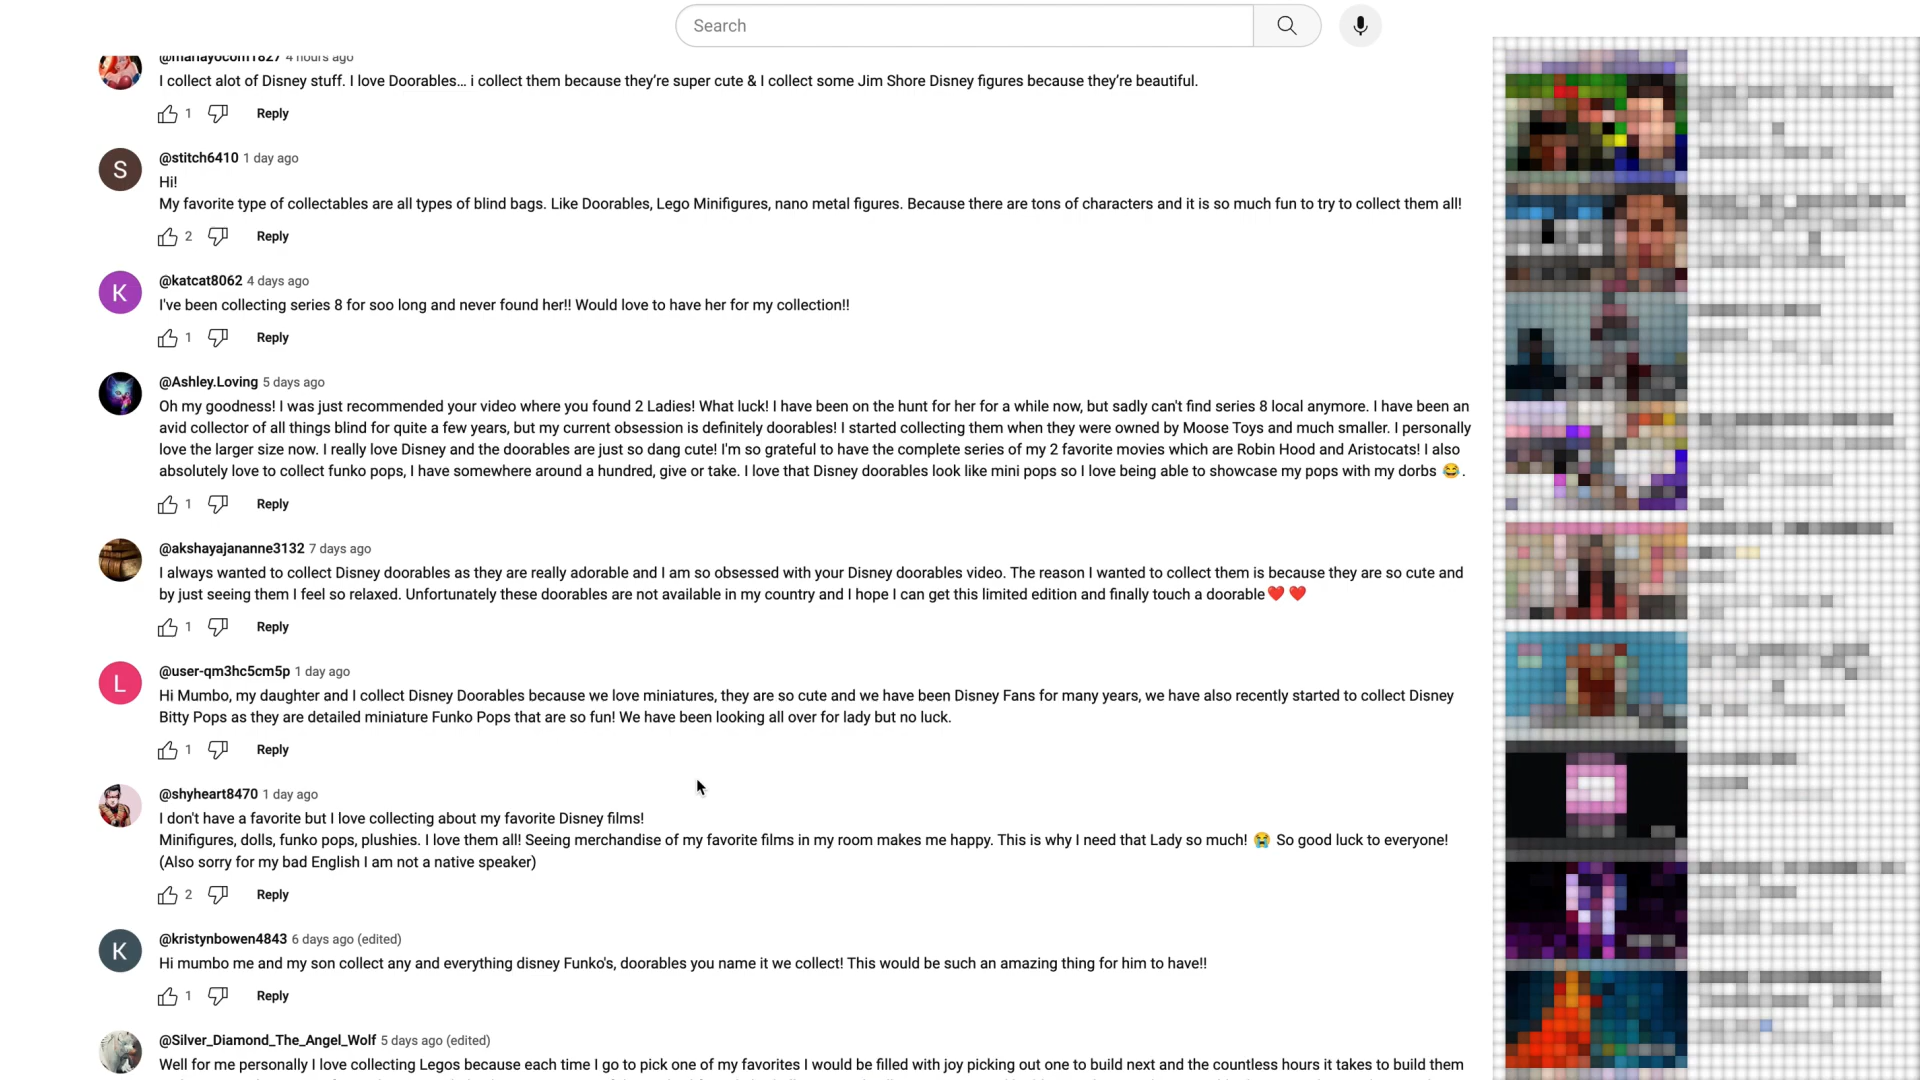 Search
@mariayocom1827 4 hours ago
I collect alot of Disney stuff. I love Doorables... i collect them because they're super cute & I collect some Jim Shore Disney figures because they're beautiful.
1 Reply
S @stitch6410 1 day ago
Hi!
My favorite type of collectables are all types of blind bags. Like Doorables, Lego Minifigures, nano metal figures. Because there are tons of characters and it is so much fun to try to collect them all!
2 Reply
K @katcat8062 4 days ago
I've been collecting series 8 for soo long and never found her!! Would love to have her for my collection!!
1 Reply
@Ashley.Loving 5 days ago
Oh my goodness! I was just recommended your video where you found 2 Ladies! What luck! I have been on the hunt for her for a while now, but sadly can't find series 8 local anymore. I have been an
avid collector of all things blind for quite a few years, but my current obsession is definitely doorables! I started collecting them when they were owned by Moose Toys and much smaller. I personally
love the larger size now. I really love Disney and the doorables are just so dang cute! I'm so grateful to have the complete series of my 2 favorite movies which are Robin Hood and Aristocats! I also
absolutely love to collect funko pops, I have somewhere around a hundred, give or take. I love that Disney doorables look like mini pops so I love being able to showcase my pops with my dorbs 😂.
1 Reply
@akshayajananne3132 7 days ago
I always wanted to collect Disney doorables as they are really adorable and I am so obsessed with your Disney doorables video. The reason I wanted to collect them is because they are so cute and
by just seeing them I feel so relaxed. Unfortunately these doorables are not available in my country and I hope I can get this limited edition and finally touch a doorable❤️ ❤️
1 Reply
L @user-qm3hc5cm5p 1 day ago
Hi Mumbo, my daughter and I collect Disney Doorables because we love miniatures, they are so cute and we have been Disney Fans for many years, we have also recently started to collect Disney
Bitty Pops as they are detailed miniature Funko Pops that are so fun! We have been looking all over for lady but no luck.
1 Reply
@shyheart8470 1 day ago
I don't have a favorite but I love collecting about my favorite Disney films!
Minifigures, dolls, funko pops, plushies. I love them all! Seeing merchandise of my favorite films in my room makes me happy. This is why I need that Lady so much! 😭 So good luck to everyone!
(Also sorry for my bad English I am not a native speaker)
2 Reply
K @kristynbowen4843 6 days ago (edited)
Hi mumbo me and my son collect any and everything disney Funko's, doorables you name it we collect! This would be such an amazing thing for him to have!!
1 Reply
@Silver_Diamond_The_Angel_Wolf 5 days ago (edited)
Well for me personally I love collecting Legos because each time I go to pick one of my favorites I would be filled with joy picking out one to build next and the countless hours it takes to build them